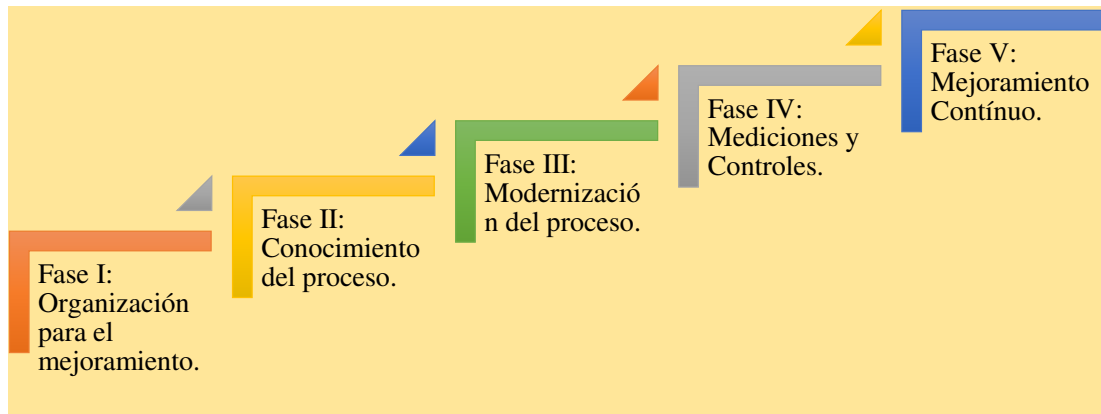 Fase I:
Organización
para el
mejoramiento.
Fase II:
Conocimiento
del proceso.
Fase III:
Modernizació
n del proceso.
Fase IV:
Mediciones y
Controles.
Fase V:
Mejoramiento
Contínuo.